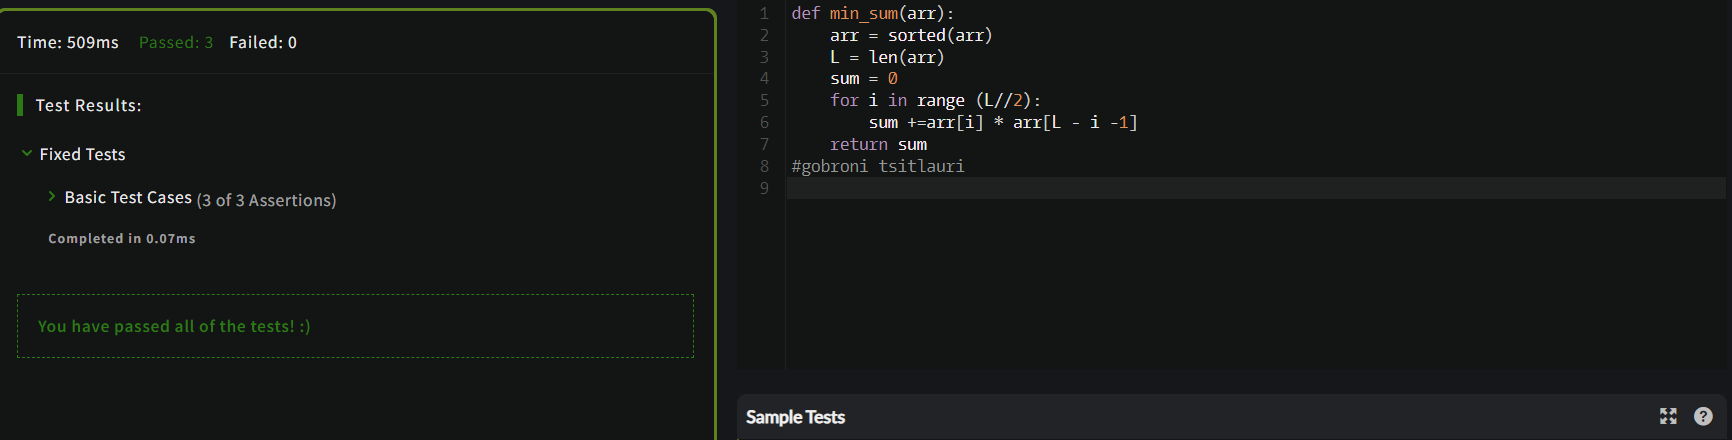 Time: 509ms Passed: 3 Failed: 0
Test Results:
Fixed Tests
Basic Test Cases (3 of 3 Assertions)
Completed in 0.07ms
You have passed all of the tests! :)
1 def min_sum(arr):
2     arr = sorted(arr)
3     L = len(arr)
4     sum = 0
5     for i in range (L//2):
6         sum +=arr[i] * arr[L - i -1]
7     return sum
8 #gobroni tsitlauri
9
Sample Tests
?